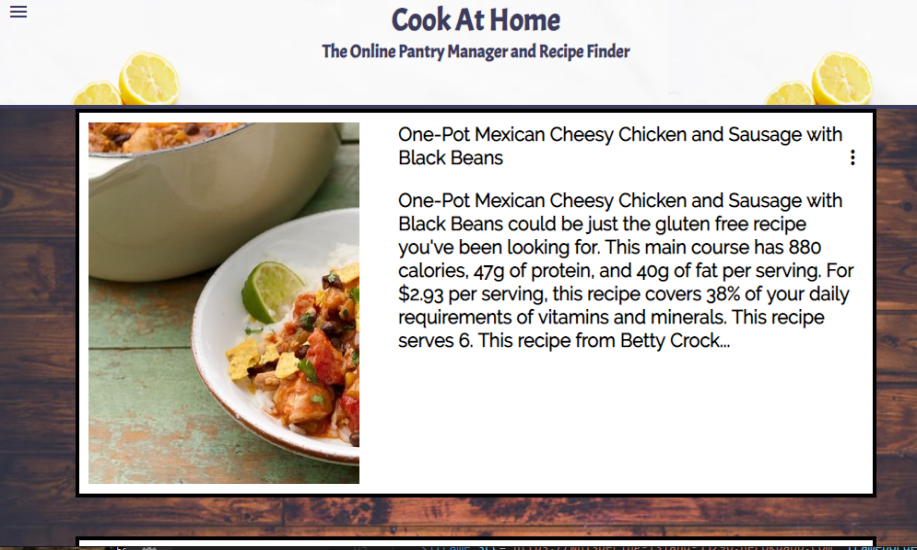 Cook At Home
The Online Pantry Manager and Recipe Finder
One-Pot Mexican Cheesy Chicken and Sausage with
Black Beans
One-Pot Mexican Cheesy Chicken and Sausage with
Black Beans could be just the gluten free recipe
you've been looking for. This main course has 880
calories, 47g of protein, and 40g of fat per serving. For
$2.93 per serving, this recipe covers 38% of your daily
requirements of vitamins and minerals. This recipe
serves 6. This recipe from Betty Crock...